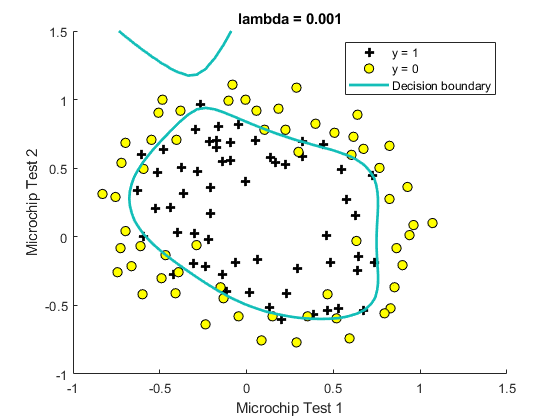 lambda = 0.001
1.5
1
0.5
0
-0.5
-1
Microchip Test 2
y = 1
y = 0
Decision boundary
-1
-0.5
0
0.5
1
1.5
Microchip Test 1